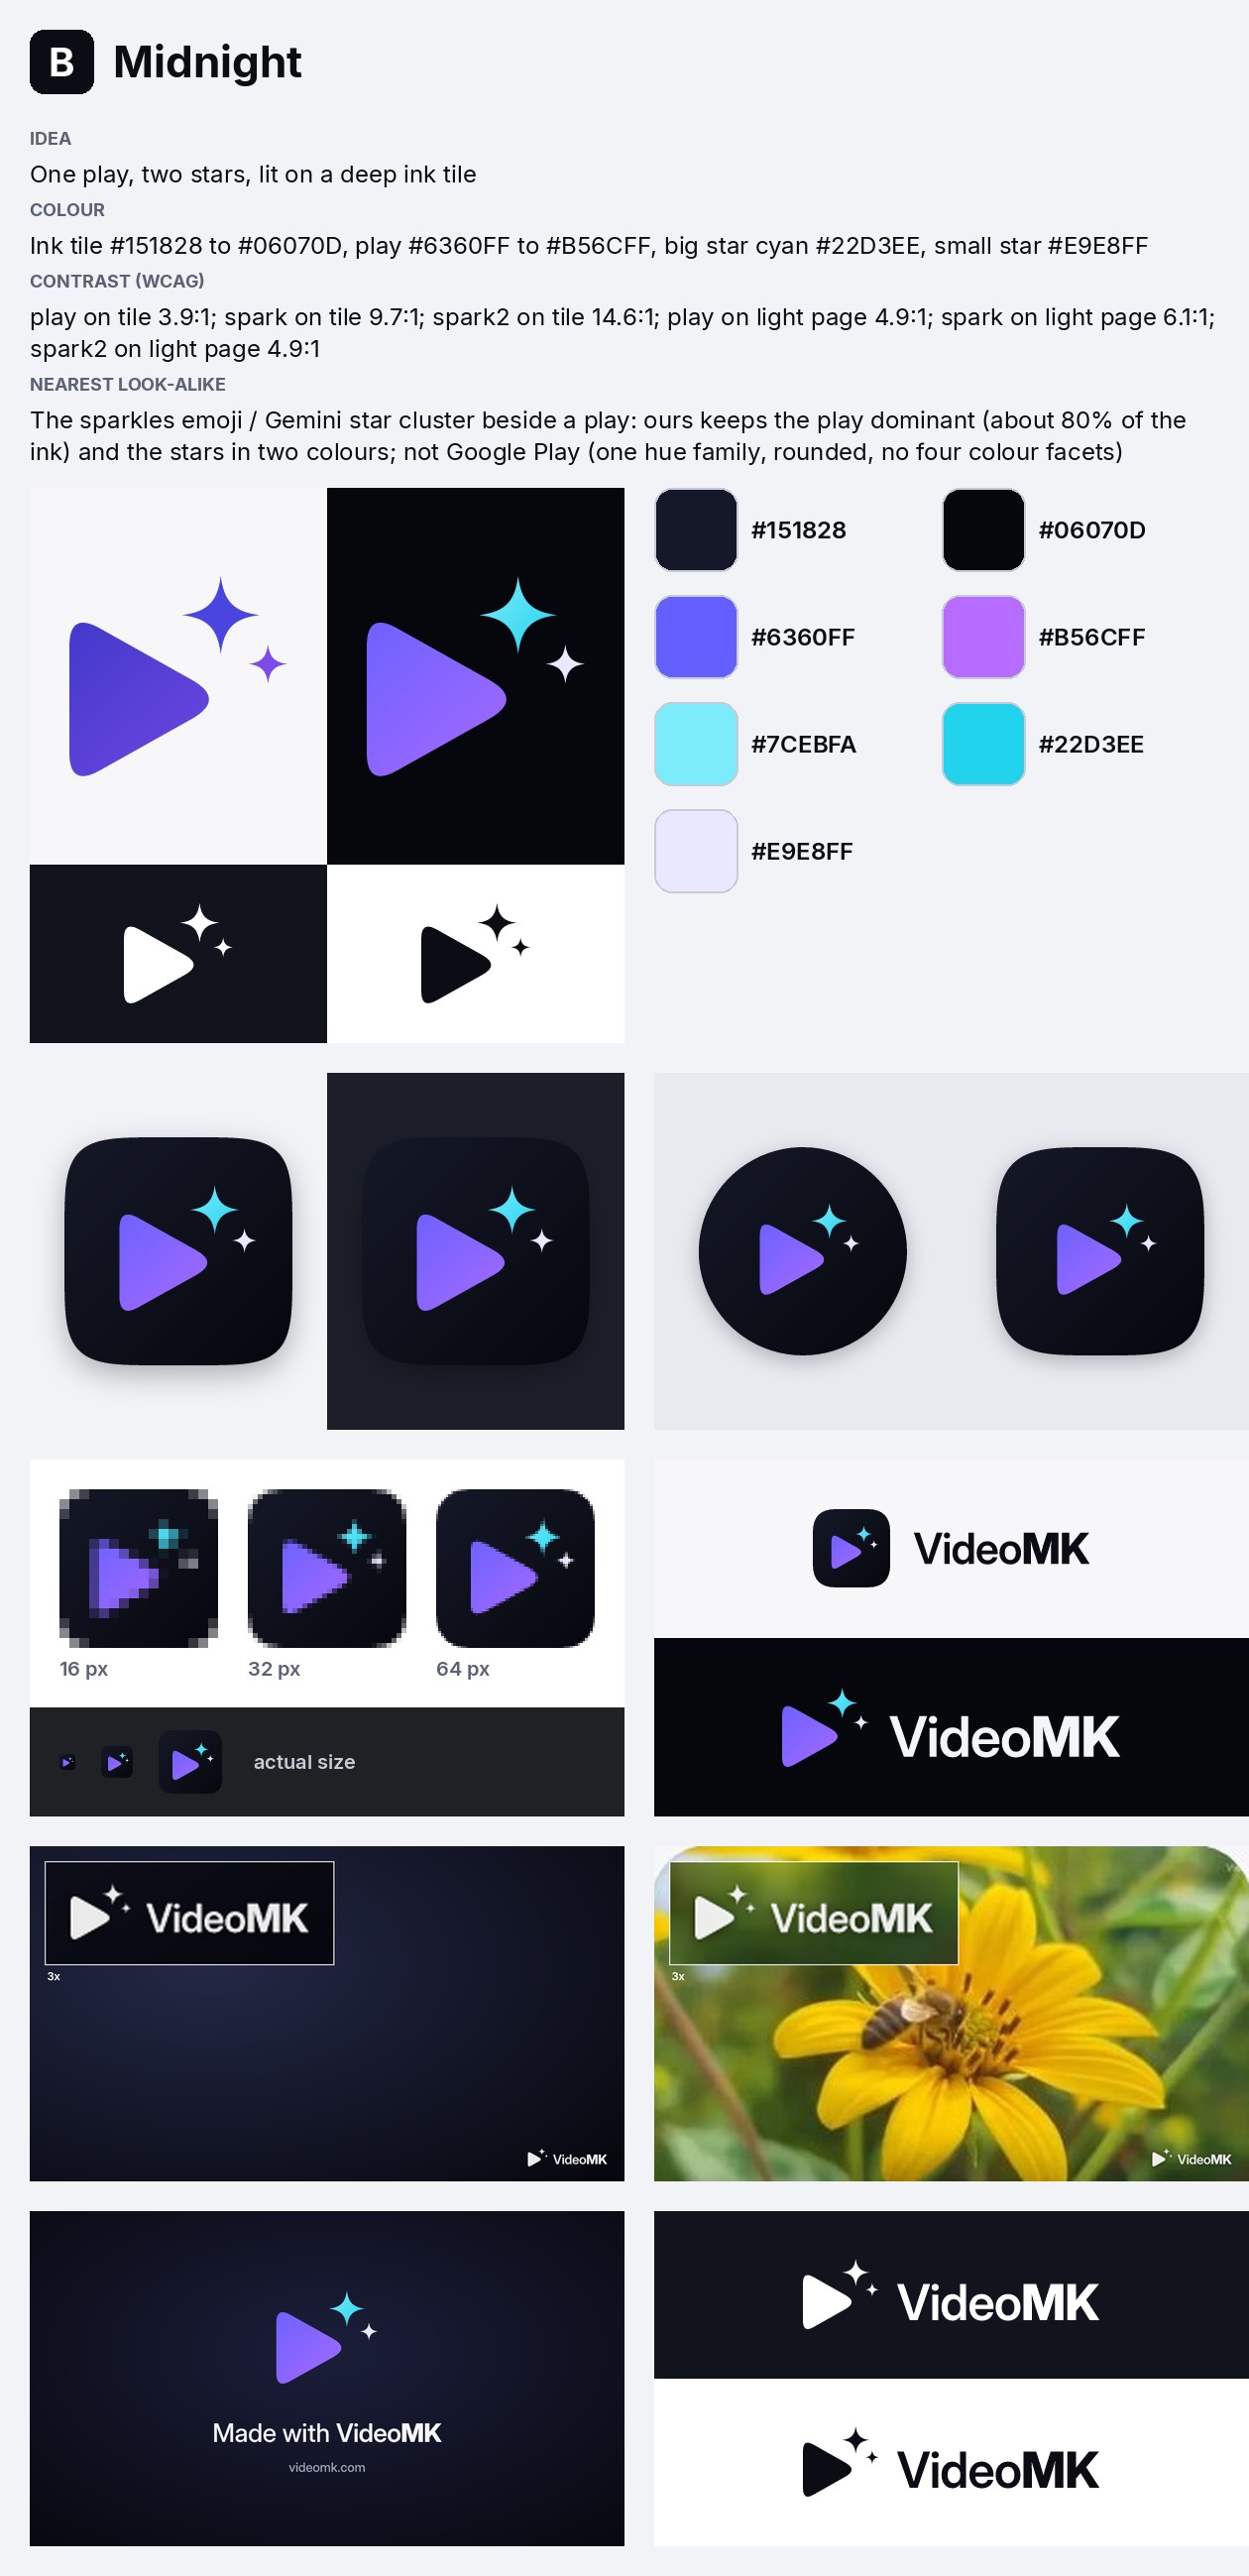 B Midnight
IDEA
One play, two stars, lit on a deep ink tile
COLOUR
Ink tile #151828 to #06070D, play #6360FF to #B56CFF, big star cyan #22D3EE, small star #E9E8FF
CONTRAST (WCAG)
play on tile 3.9:1; spark on tile 9.7:1; spark2 on tile 14.6:1; play on light page 4.9:1; spark on light page 6.1:1;
spark2 on light page 4.9:1
NEAREST LOOK-ALIKE
The sparkles emoji / Gemini star cluster beside a play: ours keeps the play dominant (about 80% of the
ink) and the stars in two colours; not Google Play (one hue family, rounded, no four colour facets)
#151828
#06070D
#6360FF
#B56CFF
#7CEBFA
#22D3EE
#E9E8FF
16 px
32 px
64 px
actual size
VideoMK
VideoMK
VideoMK
3x
VideoMK
VideoMK
3x
VideoMK
Made with VideoMK
videomk.com
VideoMK
VideoMK